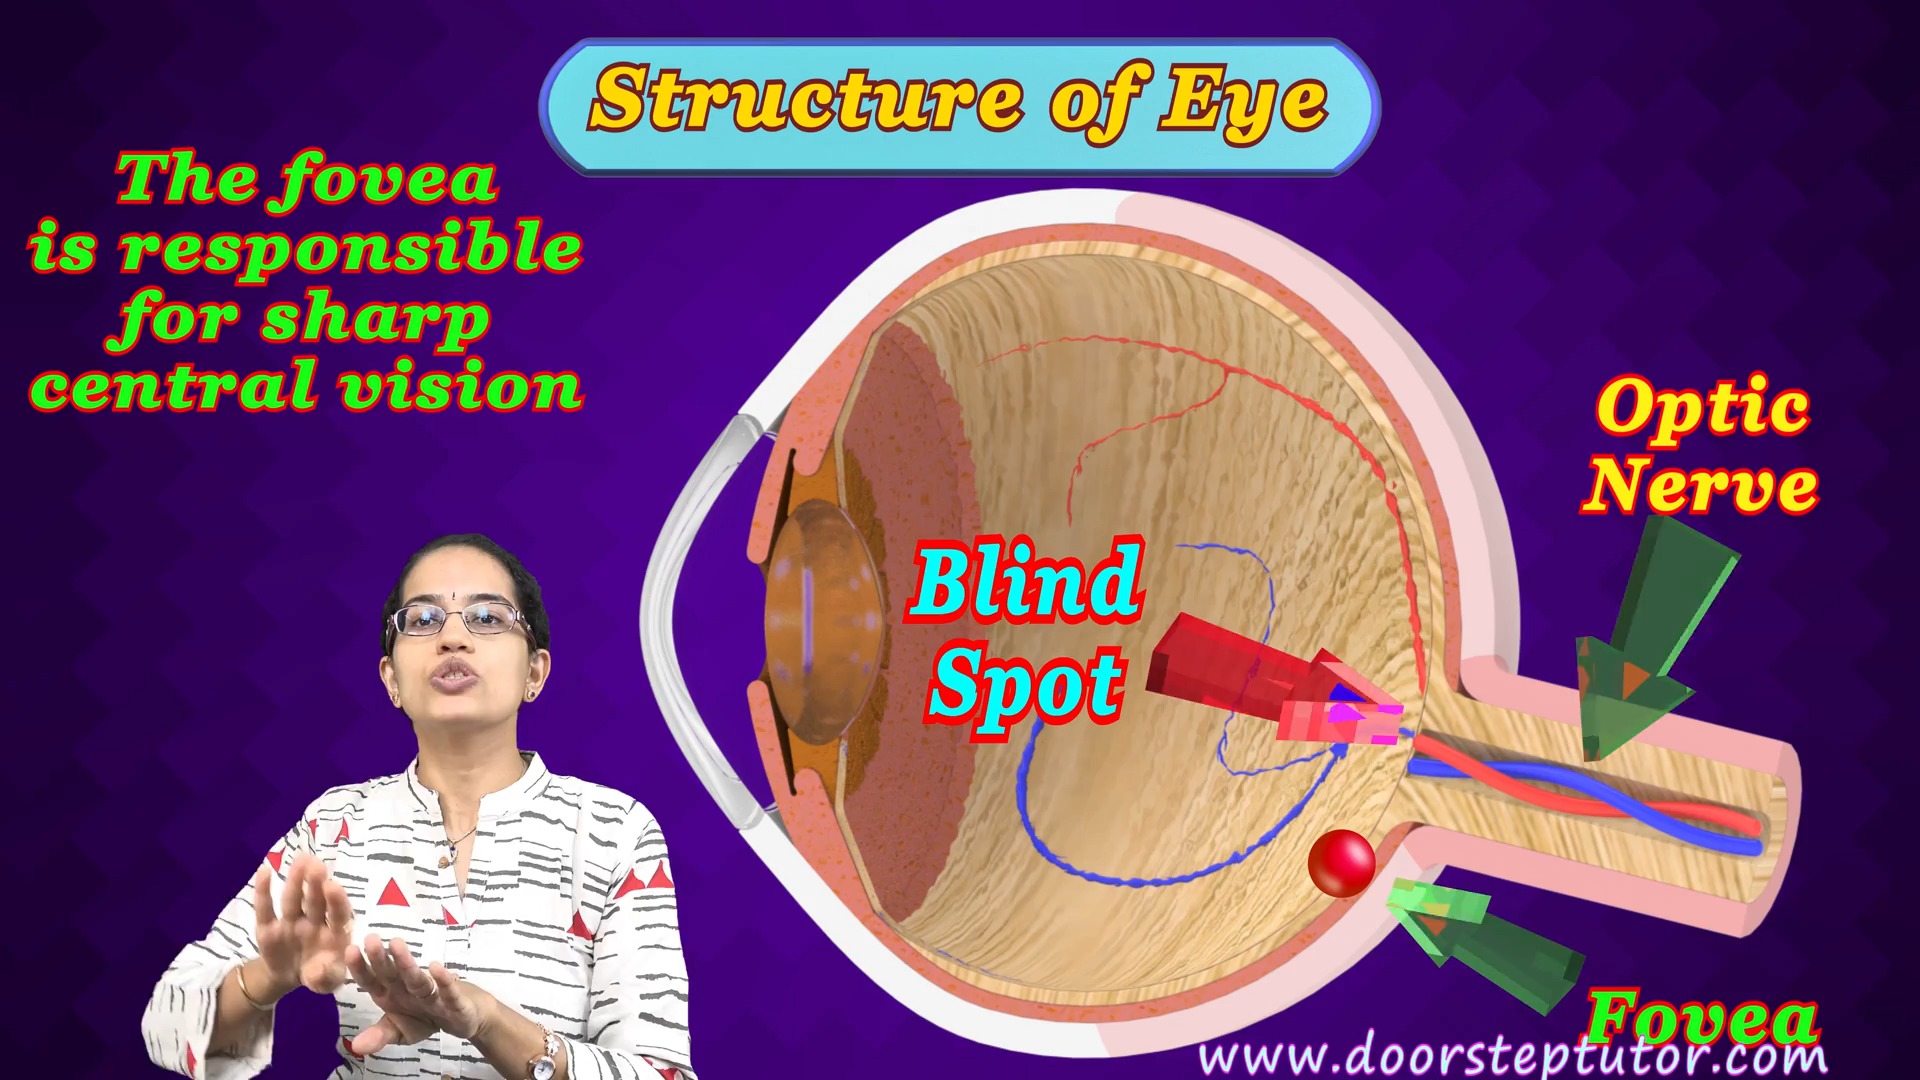 Structure of Eye
The fovea
is responsible
for sharp
central vision
Optic
Nerve
Blind
Spot
Fovea
www.doorsteptutor.com